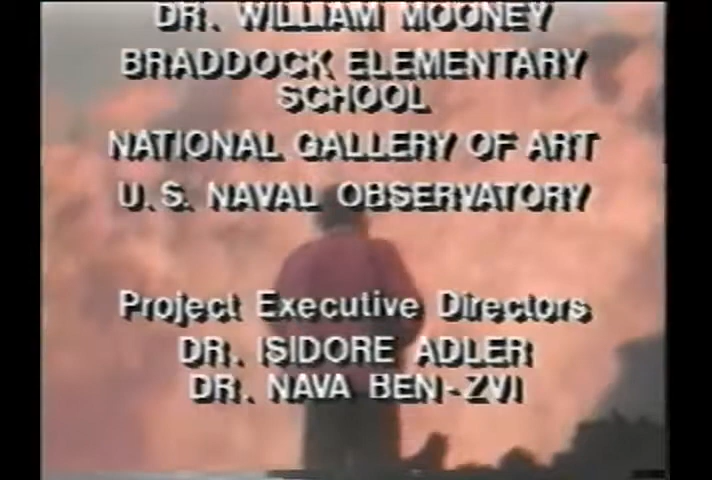 DR. WILLIAM MOONEY
BRADDOCK ELEMENTARY
SCHOOL
NATIONAL GALLERY OF ART
U.S. NAVAL OBSERVATORY
Project Executive Directors
DR. ISIDORE ADLER
DR. NAVA BEN-ZVI